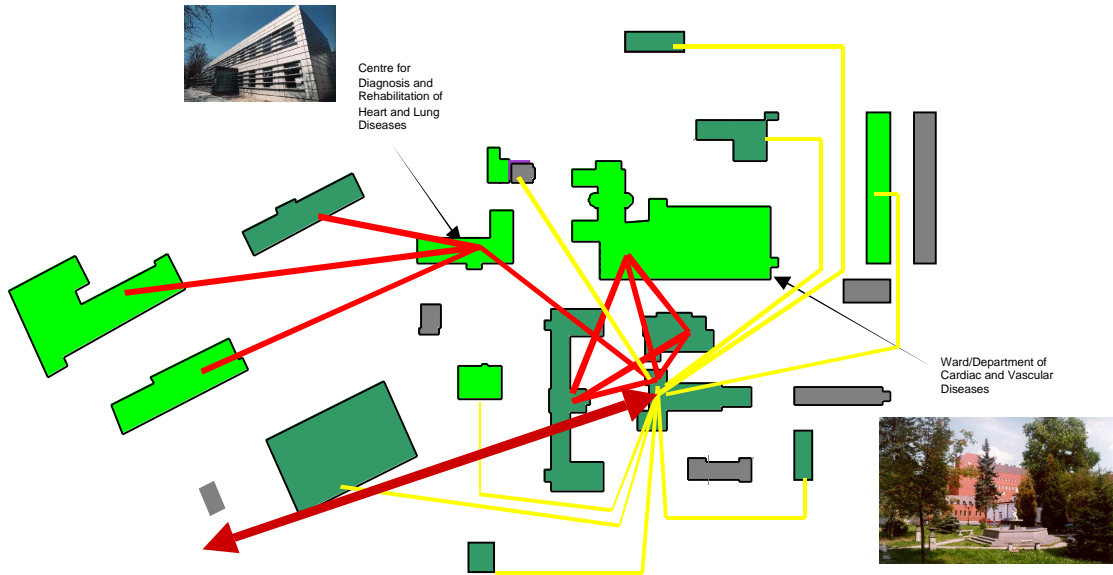 Centre for
Diagnosis and
Rehabilitation of
Heart and Lung
Diseases
Ward/Department of
Cardiac and Vascular
Diseases